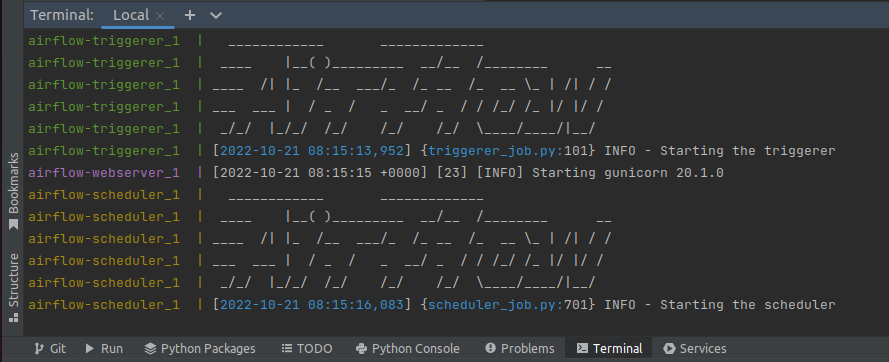 Terminal: Local × +
airflow-triggerer_1 |   ____________       _____________
airflow-triggerer_1 |  ____    |__( )_________  __/__  /________      __
airflow-triggerer_1 | ____  /| |_  /__  ___/_  /_ __  /_  __ \_ | /| / /
airflow-triggerer_1 | ___  ___ |  / _  /   _  __/ _  / / /_/ /_ |/ |/ /
airflow-triggerer_1 |  _/_/  |_/_/  /_/    /_/    /_/  \____/____/|__/
airflow-triggerer_1 | [2022-10-21 08:15:13,952] {triggerer_job.py:101} INFO - Starting the triggerer
airflow-webserver_1 | [2022-10-21 08:15:15 +0000] [23] [INFO] Starting gunicorn 20.1.0
airflow-scheduler_1 |   ____________       _____________
airflow-scheduler_1 |  ____    |__( )_________  __/__  /________      __
airflow-scheduler_1 | ____  /| |_  /__  ___/_  /_ __  /_  __ \_ | /| / /
airflow-scheduler_1 | ___  ___ |  / _  /   _  __/ _  / / /_/ /_ |/ |/ /
airflow-scheduler_1 |  _/_/  |_/_/  /_/    /_/    /_/  \____/____/|__/
airflow-scheduler_1 | [2022-10-21 08:15:16,083] {scheduler_job.py:701} INFO - Starting the scheduler
Bookmarks
Structure
Git Run Python Packages TODO Python Console Problems Terminal Services